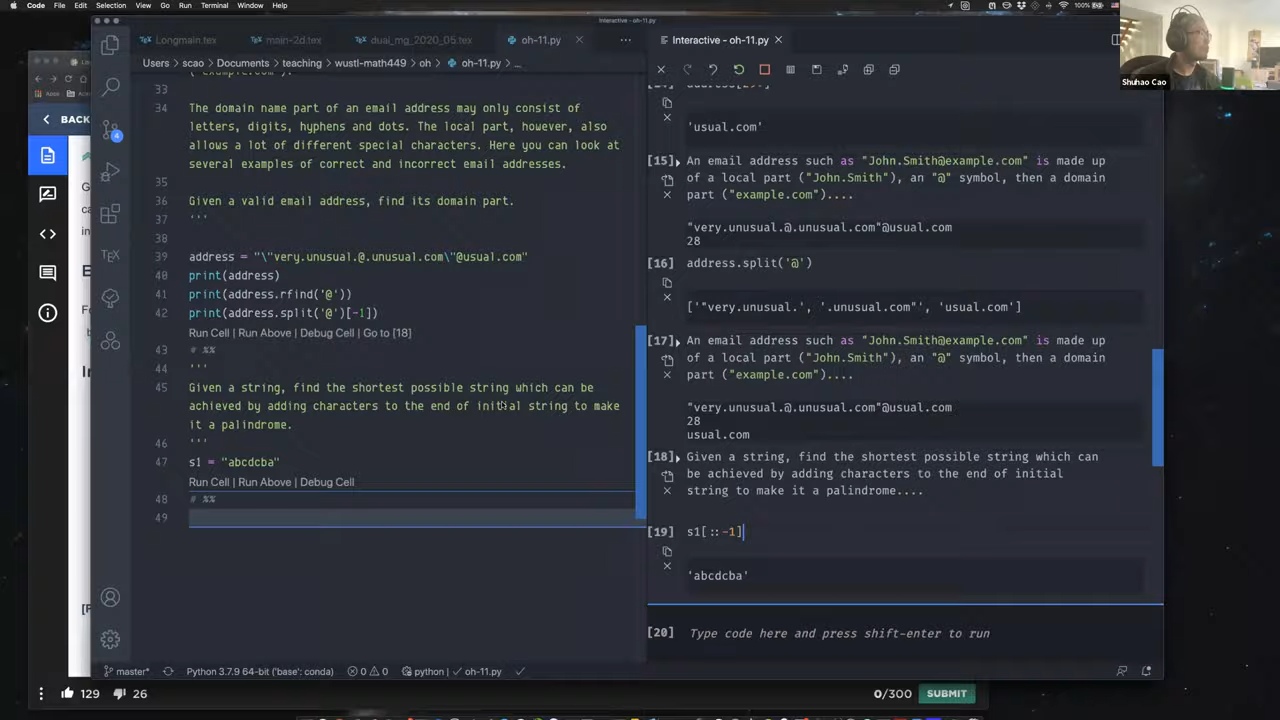 Code File Edit Selection View Go Run Terminal Window Help
100%
Interactive - oh-11.py
Longmain.tex main-2d.tex dual_mg_2020_05.tex oh-11.py
Interactive - oh-11.py
Users > scao > Documents > teaching > wustl-math449 > oh > oh-11.py > ...
Shuhao Cao
Apps
BACK
("example.com").
33
34 The domain name part of an email address may only consist of
letters, digits, hyphens and dots. The local part, however, also
allows a lot of different special characters. Here you can look at
several examples of correct and incorrect email addresses.
35
36 Given a valid email address, find its domain part.
37 '''
38
39 address = "\"very.unusual.@.unusual.com\"@usual.com"
40 print(address)
41 print(address.rfind('@'))
42 print(address.split('@')[-1])
Run Cell | Run Above | Debug Cell | Go to [18]
43 # %%
44 '''
45 Given a string, find the shortest possible string which can be
achieved by adding characters to the end of initial string to make
it a palindrome.
46 '''
47 s1 = "abcdcba"
Run Cell | Run Above | Debug Cell
48 # %%
49
'usual.com'
[15] An email address such as "John.Smith@example.com" is made up
of a local part ("John.Smith"), an "@" symbol, then a domain
part ("example.com")....
"very.unusual.@.unusual.com"@usual.com
28
[16] address.split('@')
['"very.unusual.', '.unusual.com"', 'usual.com']
[17] An email address such as "John.Smith@example.com" is made up
of a local part ("John.Smith"), an "@" symbol, then a domain
part ("example.com")....
"very.unusual.@.unusual.com"@usual.com
28
usual.com
[18] Given a string, find the shortest possible string which can
be achieved by adding characters to the end of initial
string to make it a palindrome....
[19] s1[::-1]
'abcdcba'
[20] Type code here and press shift-enter to run
4
master* Python 3.7.9 64-bit ('base': conda) 0 0 python | oh-11.py
129 26
0/300 SUBMIT